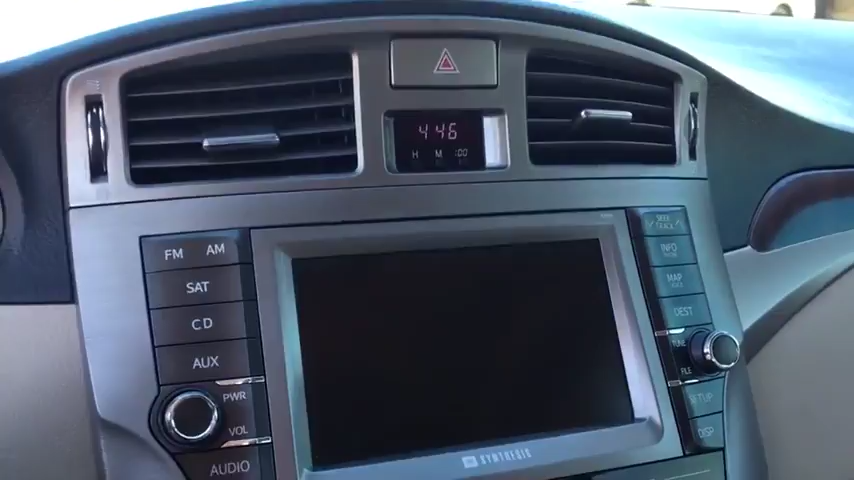 4:46
H M :00
FM AM
SAT
CD
AUX
PWR
VOL
AUDIO
SEEK
TRACK
INFO
MAP
DEST
TUNE
FILE
SETUP
DISP
JBL SYNTHESIS